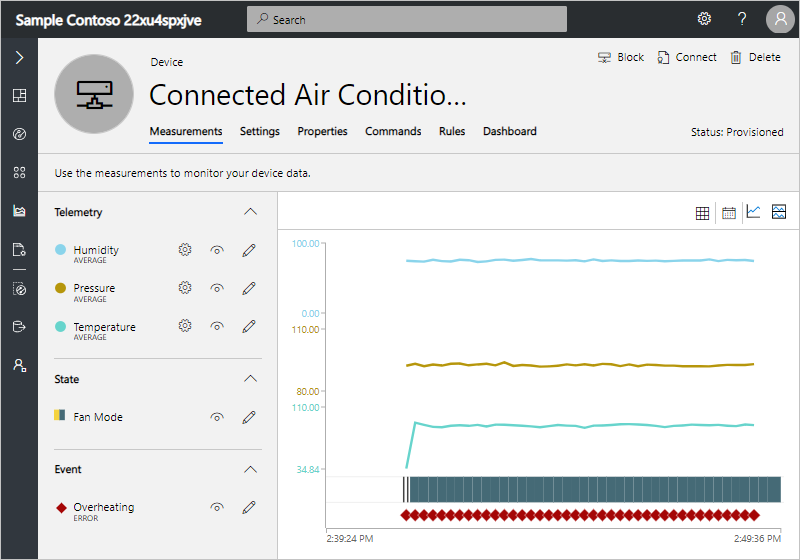 Sample Contoso 22xu4spxjve
Search
?
Device
Block
Connect
Delete
Connected Air Conditio...
Measurements
Settings
Properties
Commands
Rules
Dashboard
Status: Provisioned
Use the measurements to monitor your device data.
Telemetry
Humidity
AVERAGE
Pressure
AVERAGE
Temperature
AVERAGE
State
Fan Mode
Event
Overheating
ERROR
100.00
0.00
110.00
80.00
110.00
34.84
2:39:24 PM
2:49:36 PM